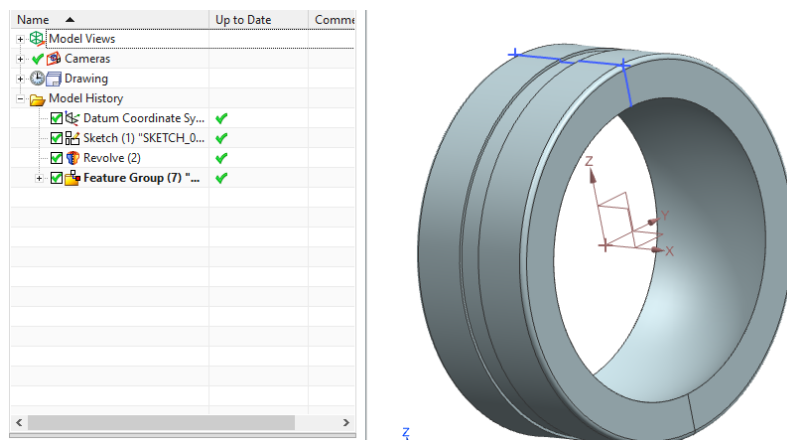 Name Up to Date Comme
Model Views
Cameras
Drawing
Model History
Datum Coordinate Sy...
Sketch (1) "SKETCH_0...
Revolve (2)
Feature Group (7) "...
Z
Y
X
Z